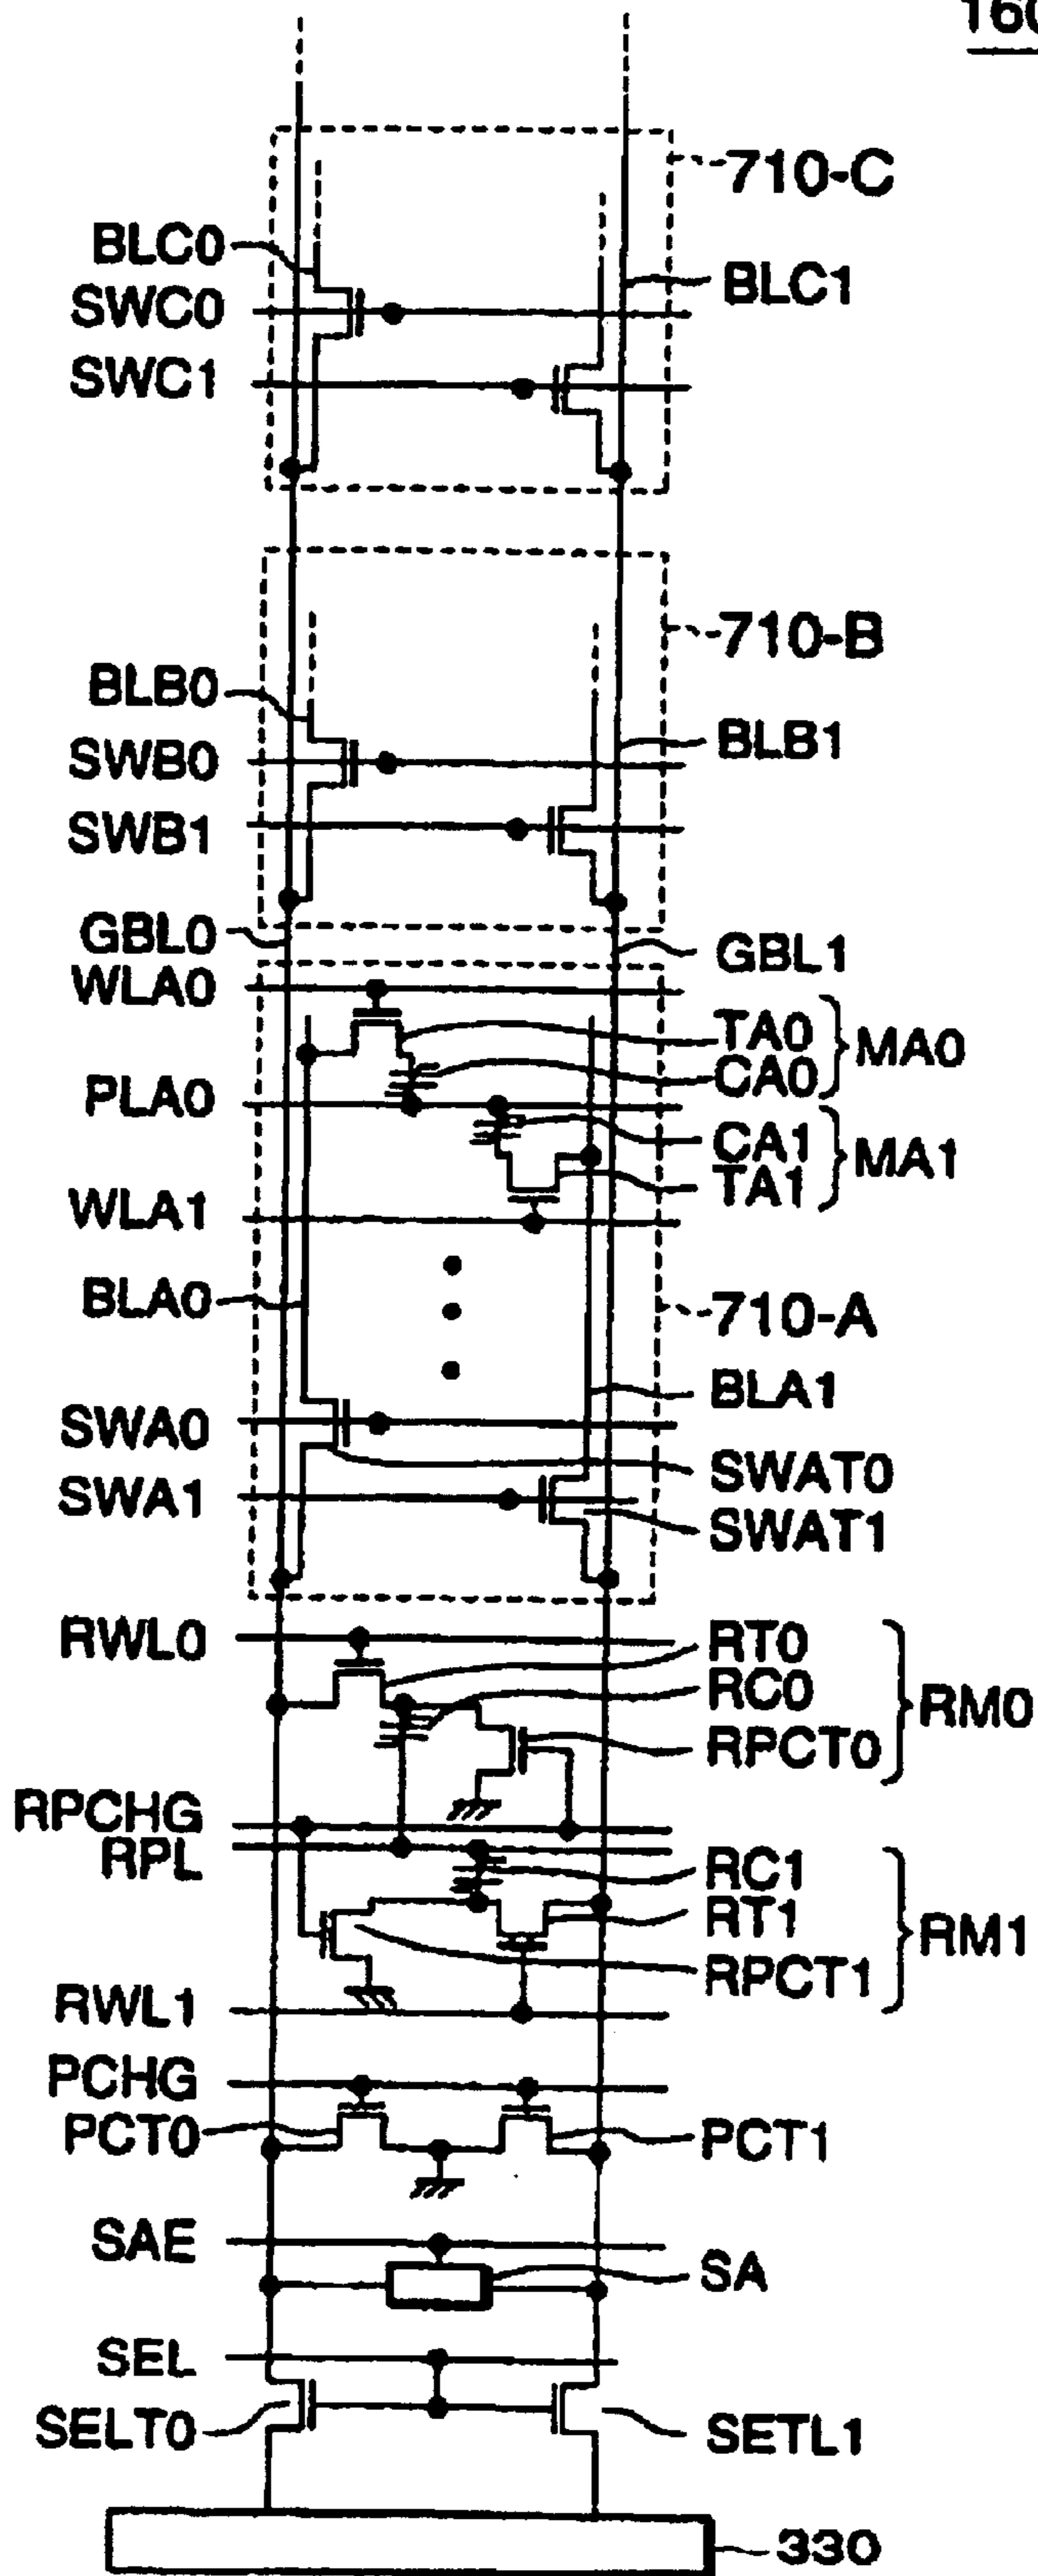 160
710-C
BLC0
BLC1
SWC0
SWC1
710-B
BLB0
BLB1
SWB0
SWB1
GBL0
GBL1
WLA0
TA0
CA0
MA0
PLA0
CA1
TA1
MA1
WLA1
BLA0
710-A
BLA1
SWA0
SWAT0
SWA1
SWAT1
RWL0
RT0
RC0
RPCT0
RM0
RPCHG
RPL
RC1
RT1
RPCT1
RM1
RWL1
PCHG
PCT0
PCT1
SAE
SA
SEL
SELT0
SETL1
330